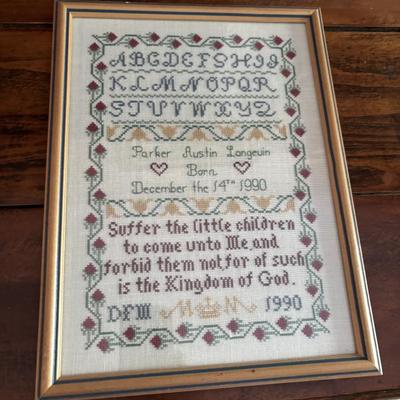 ABCDEFGHIJ
KLMNOPQR
STUVWXYZ
Parker Austin Langevin
Born
December the 14TH 1990
Suffer the little children
to come unto Me, and
forbid them not, for of such
is the Kingdom of God.
DFM M M 1990